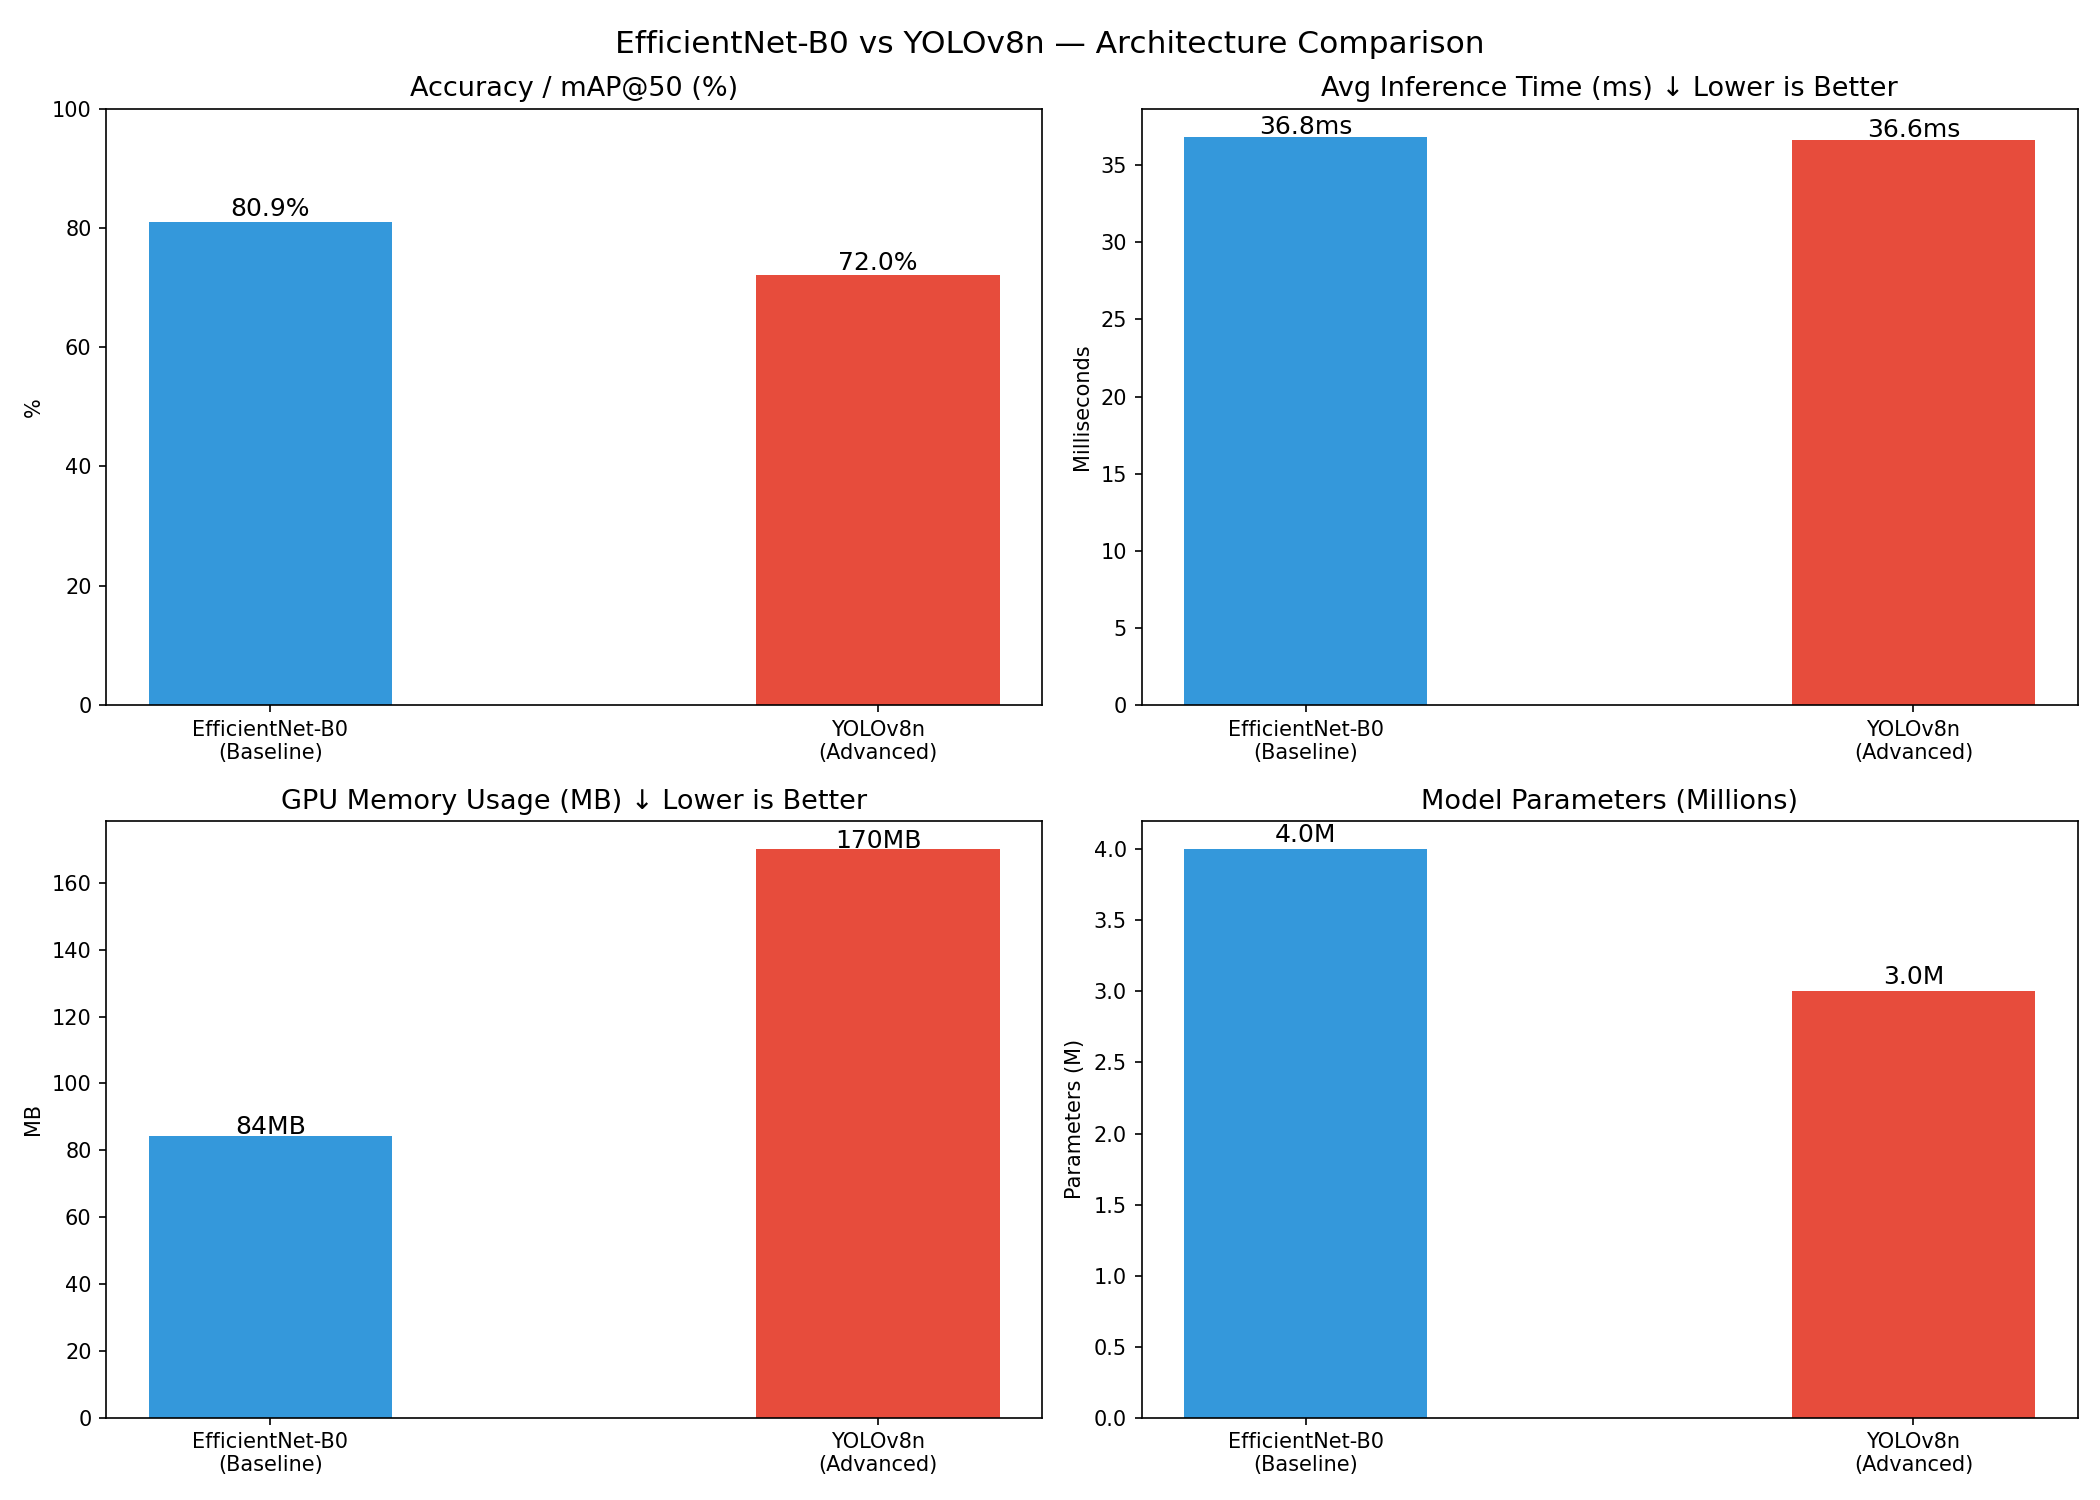 EfficientNet-B0 vs YOLOv8n — Architecture Comparison
Accuracy / mAP@50 (%)
100
80
60
40
20
0
%
80.9%
72.0%
EfficientNet-B0
(Baseline)
YOLOv8n
(Advanced)
Avg Inference Time (ms) ↓ Lower is Better
35
30
25
20
15
10
5
0
Milliseconds
36.8ms
36.6ms
EfficientNet-B0
(Baseline)
YOLOv8n
(Advanced)
GPU Memory Usage (MB) ↓ Lower is Better
160
140
120
100
80
60
40
20
0
MB
84MB
170MB
EfficientNet-B0
(Baseline)
YOLOv8n
(Advanced)
Model Parameters (Millions)
4.0
3.5
3.0
2.5
2.0
1.5
1.0
0.5
0.0
Parameters (M)
4.0M
3.0M
EfficientNet-B0
(Baseline)
YOLOv8n
(Advanced)